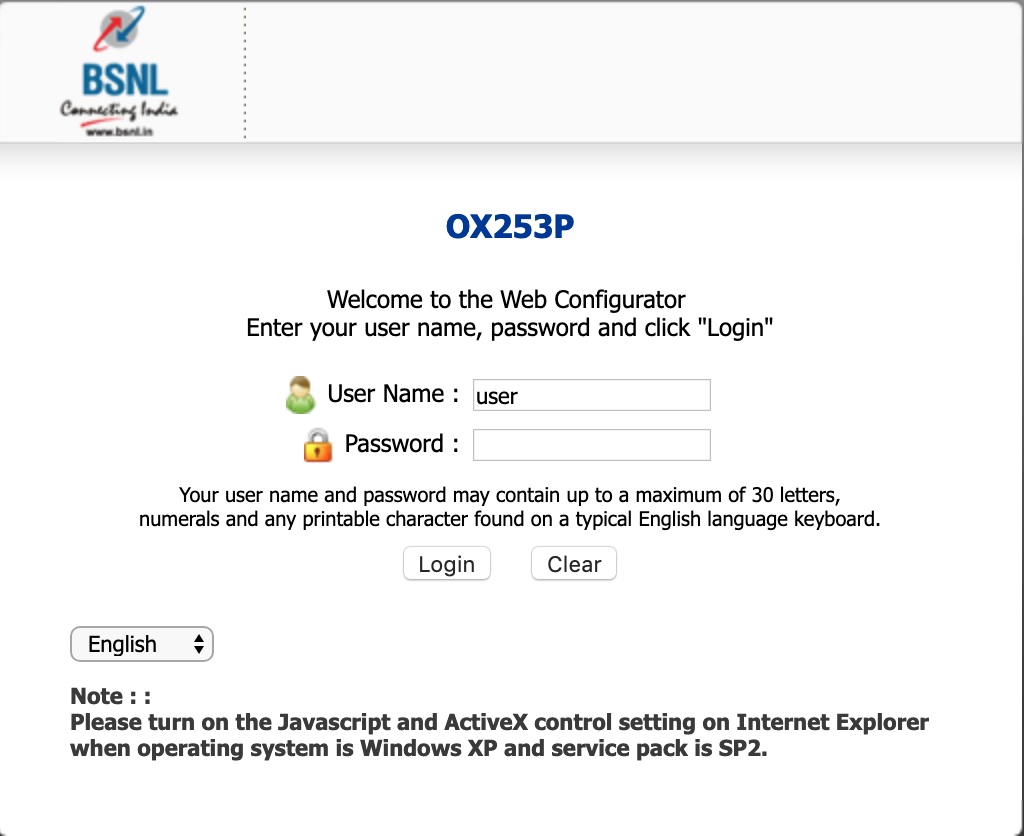 BSNL
Connecting India
www.bsnl.in
OX253P
Welcome to the Web Configurator
Enter your user name, password and click "Login"
User Name : user
Password :
Your user name and password may contain up to a maximum of 30 letters,
numerals and any printable character found on a typical English language keyboard.
Login Clear
English
Note : :
Please turn on the Javascript and ActiveX control setting on Internet Explorer
when operating system is Windows XP and service pack is SP2.